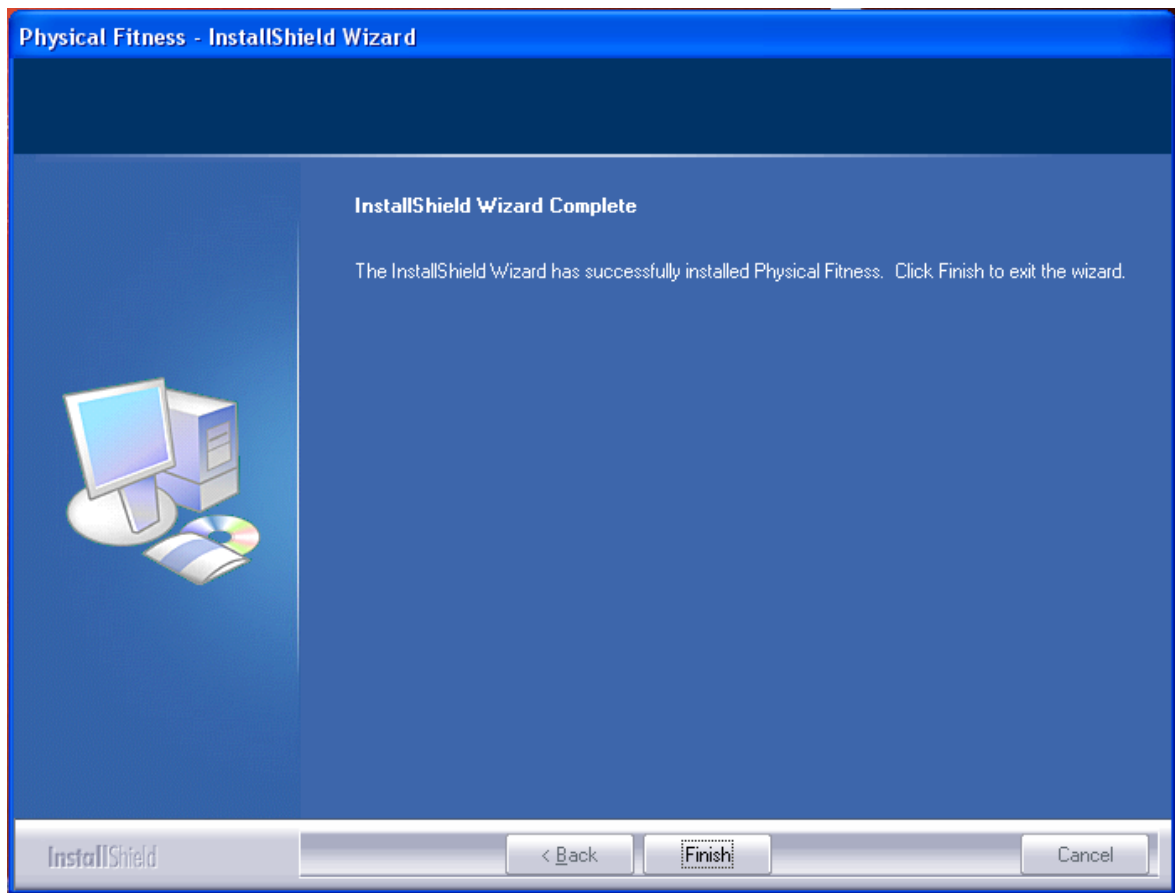 Physical Fitness - InstallShield Wizard
InstallShield Wizard Complete
The InstallShield Wizard has successfully installed Physical Fitness.  Click Finish to exit the wizard.
InstallShield
< Back
Finish
Cancel